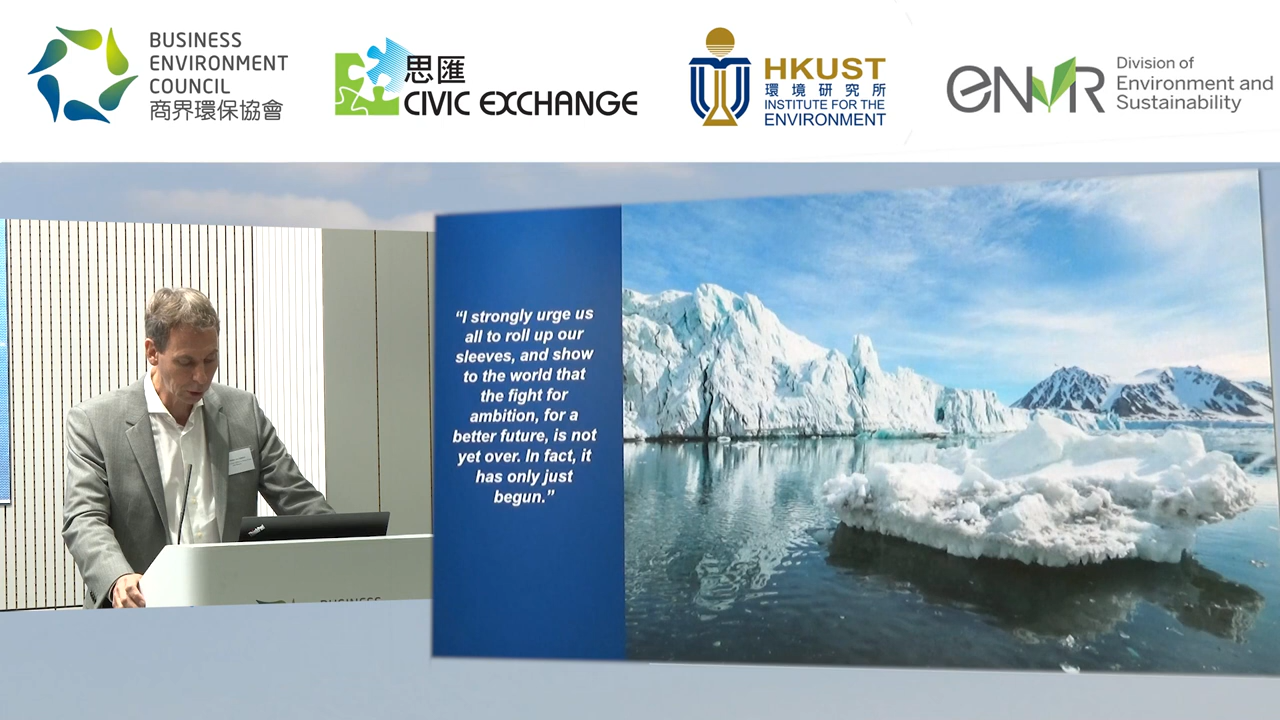 BUSINESS
ENVIRONMENT
COUNCIL
商界環保協會
思匯
CIVIC EXCHANGE
HKUST
環境研究所
INSTITUTE FOR THE
ENVIRONMENT
ENVR
Division of
Environment and
Sustainability
“I strongly urge us
all to roll up our
sleeves, and show
to the world that
the fight for
ambition, for a
better future, is not
yet over. In fact, it
has only just
begun.”
ThinkPad
BUSINESS